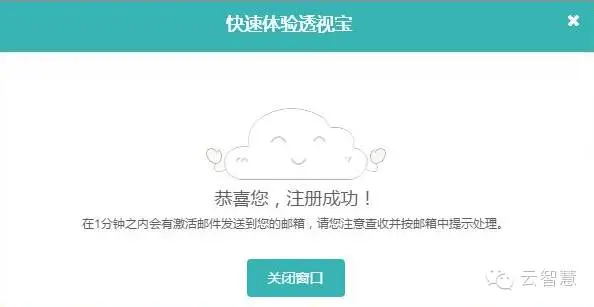 快速体验透视宝
恭喜您，注册成功！
在1分钟之内会有激活邮件发送到您的邮箱，请您注意查收并按邮箱中提示处理。
关闭窗口
云智慧